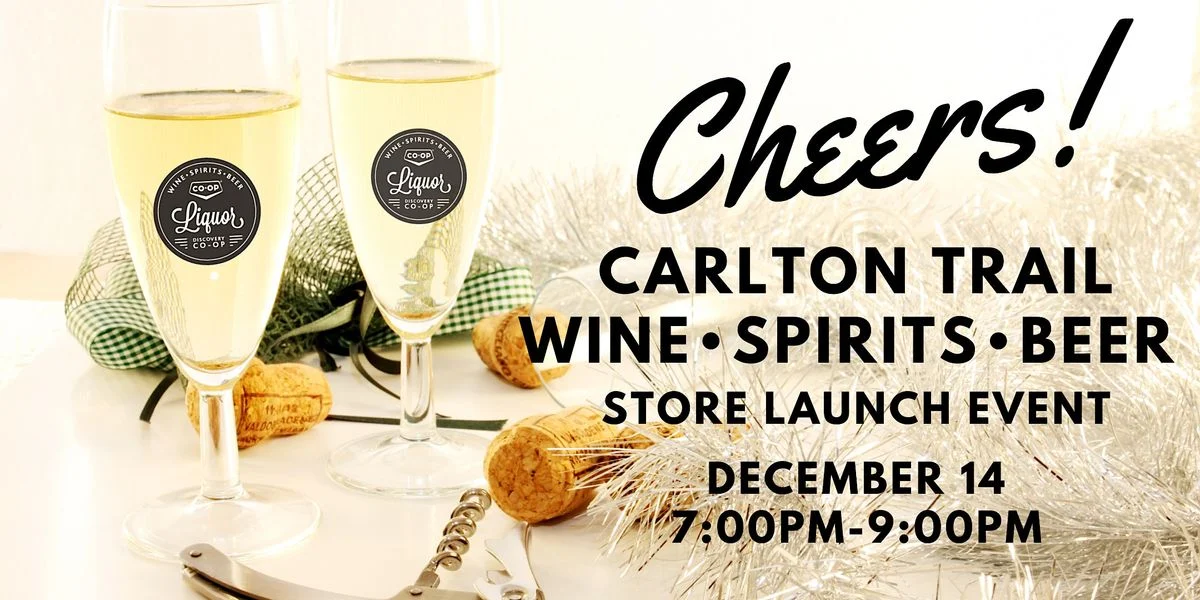 WINE•SPIRITS•BEER
CO-OP
Liquor
DISCOVERY
CO-OP
WINE•SPIRITS•BEER
CO-OP
Liquor
DISCOVERY
CO-OP
Cheers!
CARLTON TRAIL
WINE•SPIRITS•BEER
STORE LAUNCH EVENT
DECEMBER 14
7:00PM-9:00PM